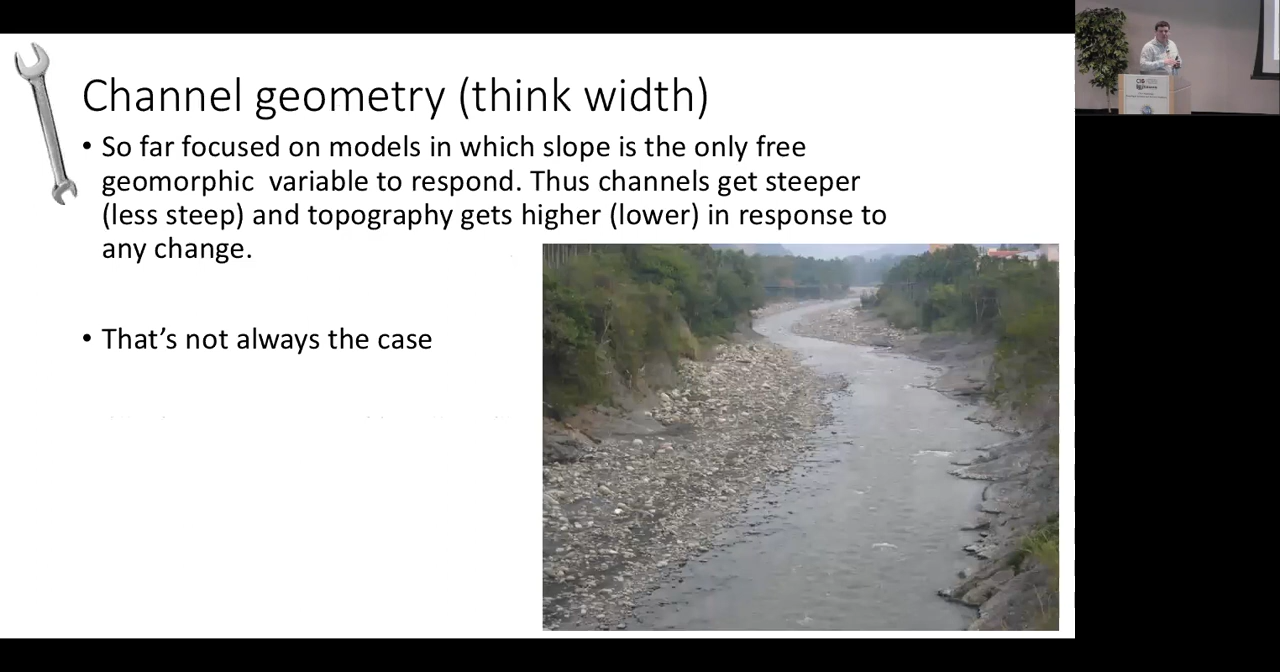 Channel geometry (think width)
• So far focused on models in which slope is the only free
geomorphic variable to respond. Thus channels get steeper
(less steep) and topography gets higher (lower) in response to
any change.
• That's not always the case